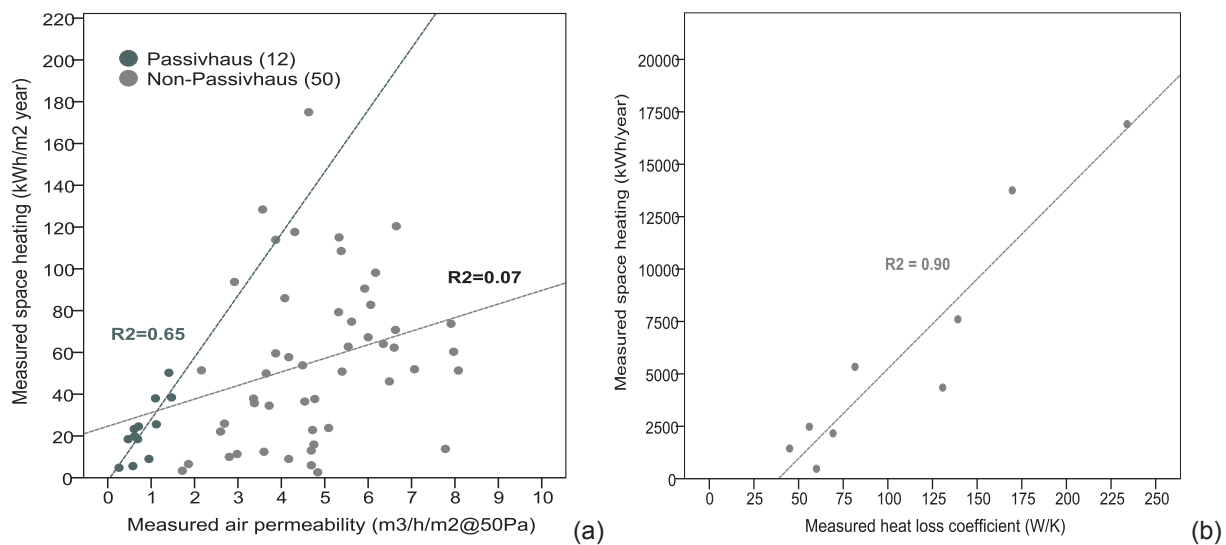 220
200
180
160
140
120
100
80
60
40
20
0
Measured space heating (kWh/m2 year)
Passivhaus (12)
Non-Passivhaus (50)
R2=0.65
R2=0.07
0 1 2 3 4 5 6 7 8 9 10
Measured air permeability (m3/h/m2@50Pa)
(a)
20000
17500
15000
12500
10000
7500
5000
2500
0
Measured space heating (kWh/year)
R2 = 0.90
0 25 50 75 100 125 150 175 200 225 250
Measured heat loss coefficient (W/K)
(b)